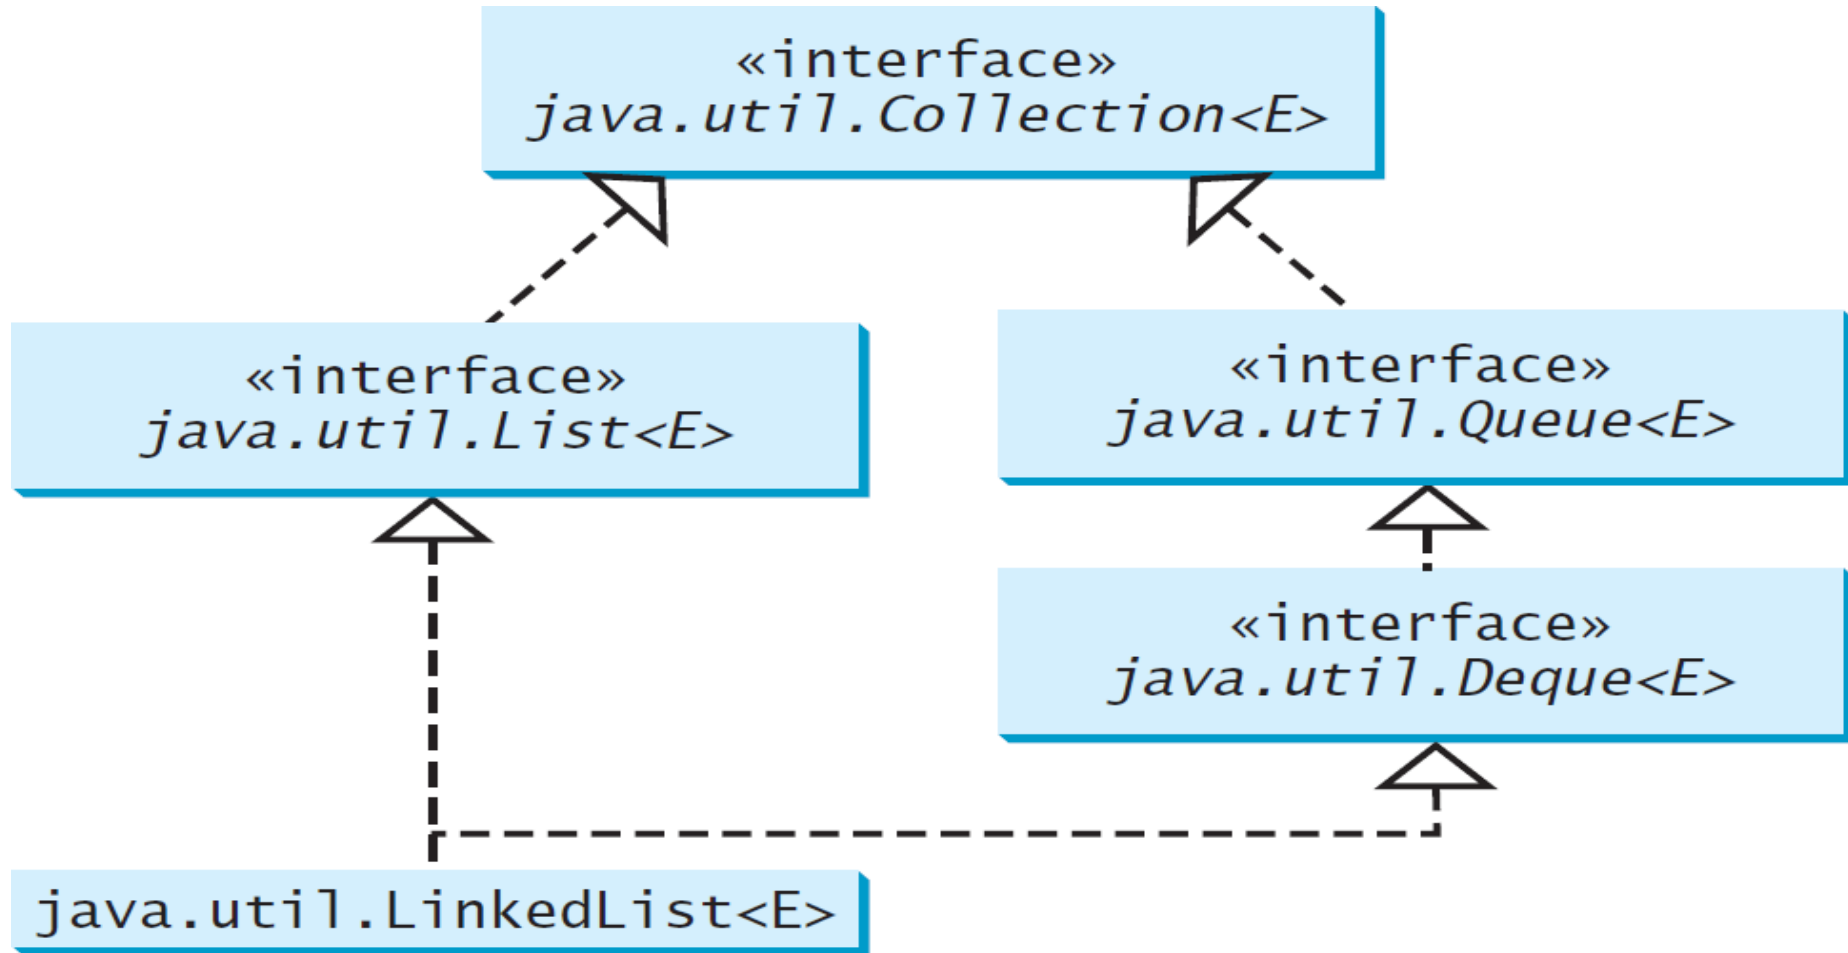 «interface»
java.util.Collection<E>
«interface»
java.util.List<E>
«interface»
java.util.Queue<E>
«interface»
java.util.Deque<E>
java.util.LinkedList<E>